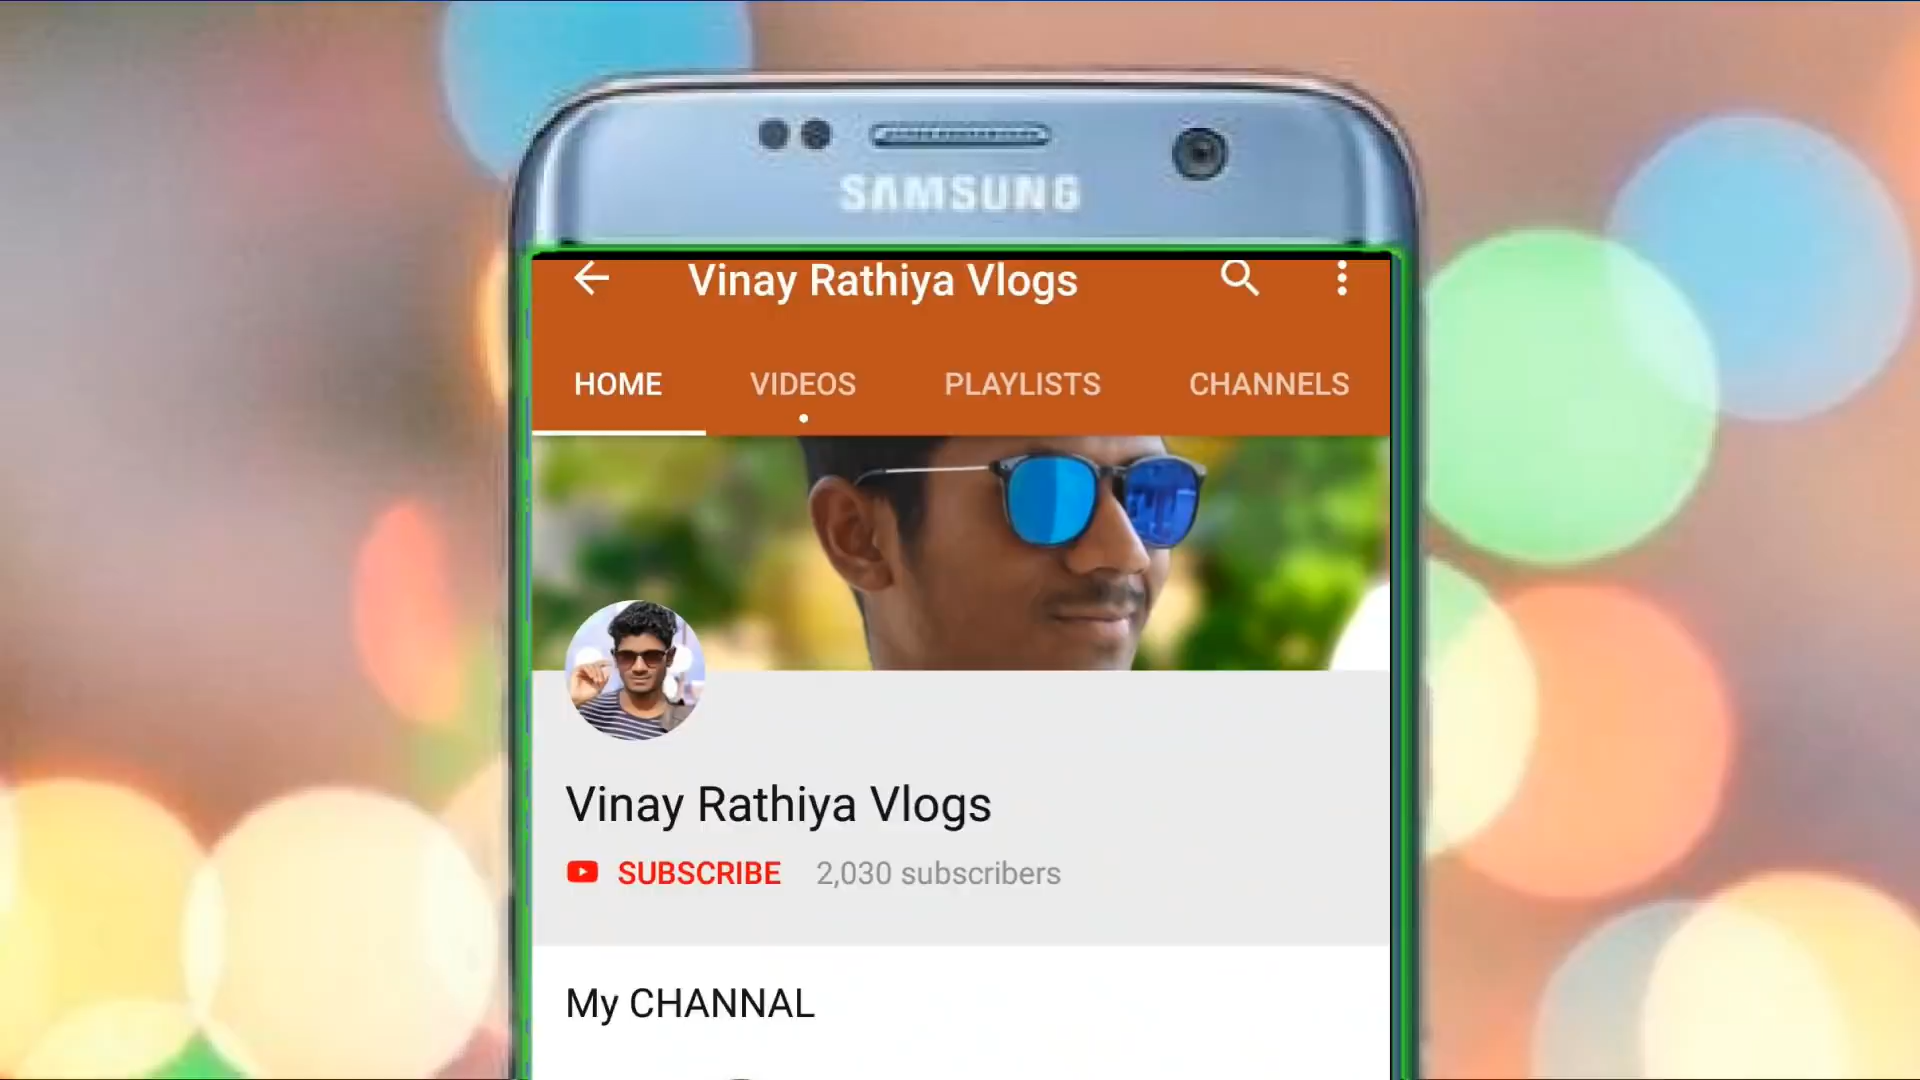 SAMSUNG
Vinay Rathiya Vlogs
HOME VIDEOS PLAYLISTS CHANNELS
Vinay Rathiya Vlogs
SUBSCRIBE 2,030 subscribers
My CHANNAL